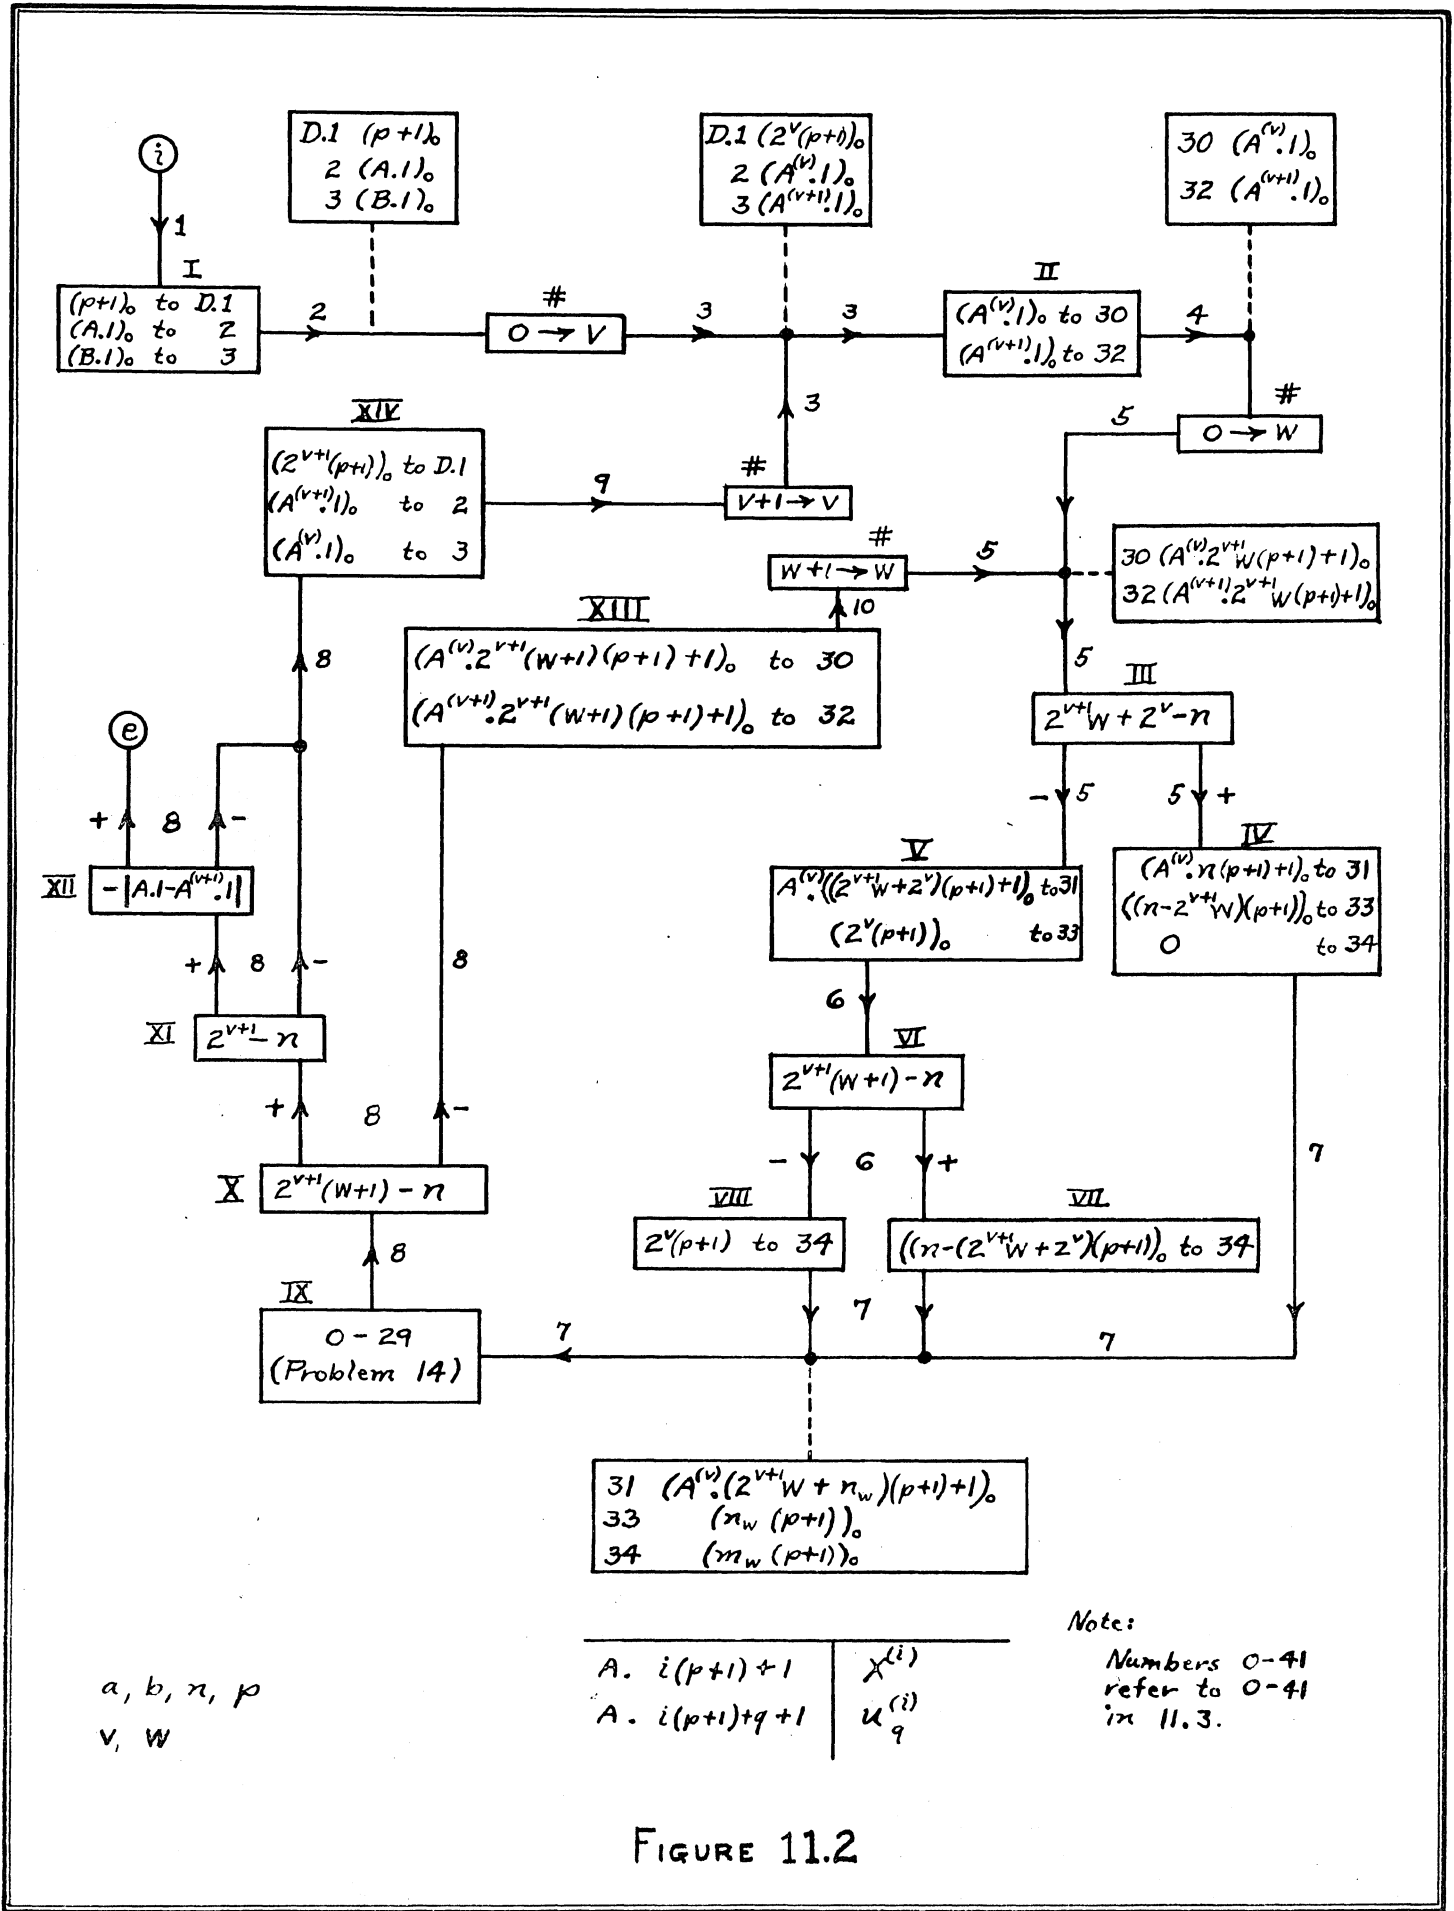 i
1
I
(p+1)₀ to D.1
(A.1)₀ to 2
(B.1)₀ to 3
2
D.1 (p+1)₀
2 (A.1)₀
3 (B.1)₀
#
0 → v
3
D.1 (2^v(p+1)₀
2 (A^(v).1)₀
3 (A^(v+1).1)₀
3
II
(A^(v).1)₀ to 30
(A^(v+1).1)₀ to 32
4
30 (A^(v).1)₀
32 (A^(v+1).1)₀
#
0 → w
5
XIV
(2^(v+1)(p+1))₀ to D.1
(A^(v+1).1)₀ to 2
(A^(v).1)₀ to 3
9
#
v+1 → v
3
#
w+1 → w
5
10
30 (A^(v).2^(v+1)w(p+1)+1)₀
32 (A^(v+1).2^(v+1)w(p+1)+1)₀
5
XIII
(A^(v).2^(v+1)(w+1)(p+1)+1)₀ to 30
(A^(v+1).2^(v+1)(w+1)(p+1)+1)₀ to 32
8
III
2^(v+1)w + 2^v - n
- 5
5 +
e
+ 8 -
XII
-|A.1-A^(v+1).1|
+ 8 -
XI
2^(v+1) - n
+ 8 -
8
X
2^(v+1)(w+1) - n
8
V
A^(v).((2^(v+1)w+2^v)(p+1)+1)₀ to 31
(2^v(p+1))₀ to 33
IV
(A^(v).n(p+1)+1)₀ to 31
((n-2^(v+1)w)(p+1))₀ to 33
0 to 34
6
VI
2^(v+1)(w+1) - n
- 6 +
7
VIII
2^v(p+1) to 34
VII
((n-(2^(v+1)w+2^v)(p+1))₀ to 34
7
7
7
IX
0 - 29
(Problem 14)
31 (A^(v).(2^(v+1)w + n_w)(p+1)+1)₀
33 (n_w (p+1))₀
34 (m_w (p+1))₀
A. i(p+1)+1 X^(i)
A. i(p+1)+q+1 u_q^(i)
a, b, n, p
v, w
Note:
Numbers 0-41
refer to 0-41
in 11.3.
FIGURE 11.2